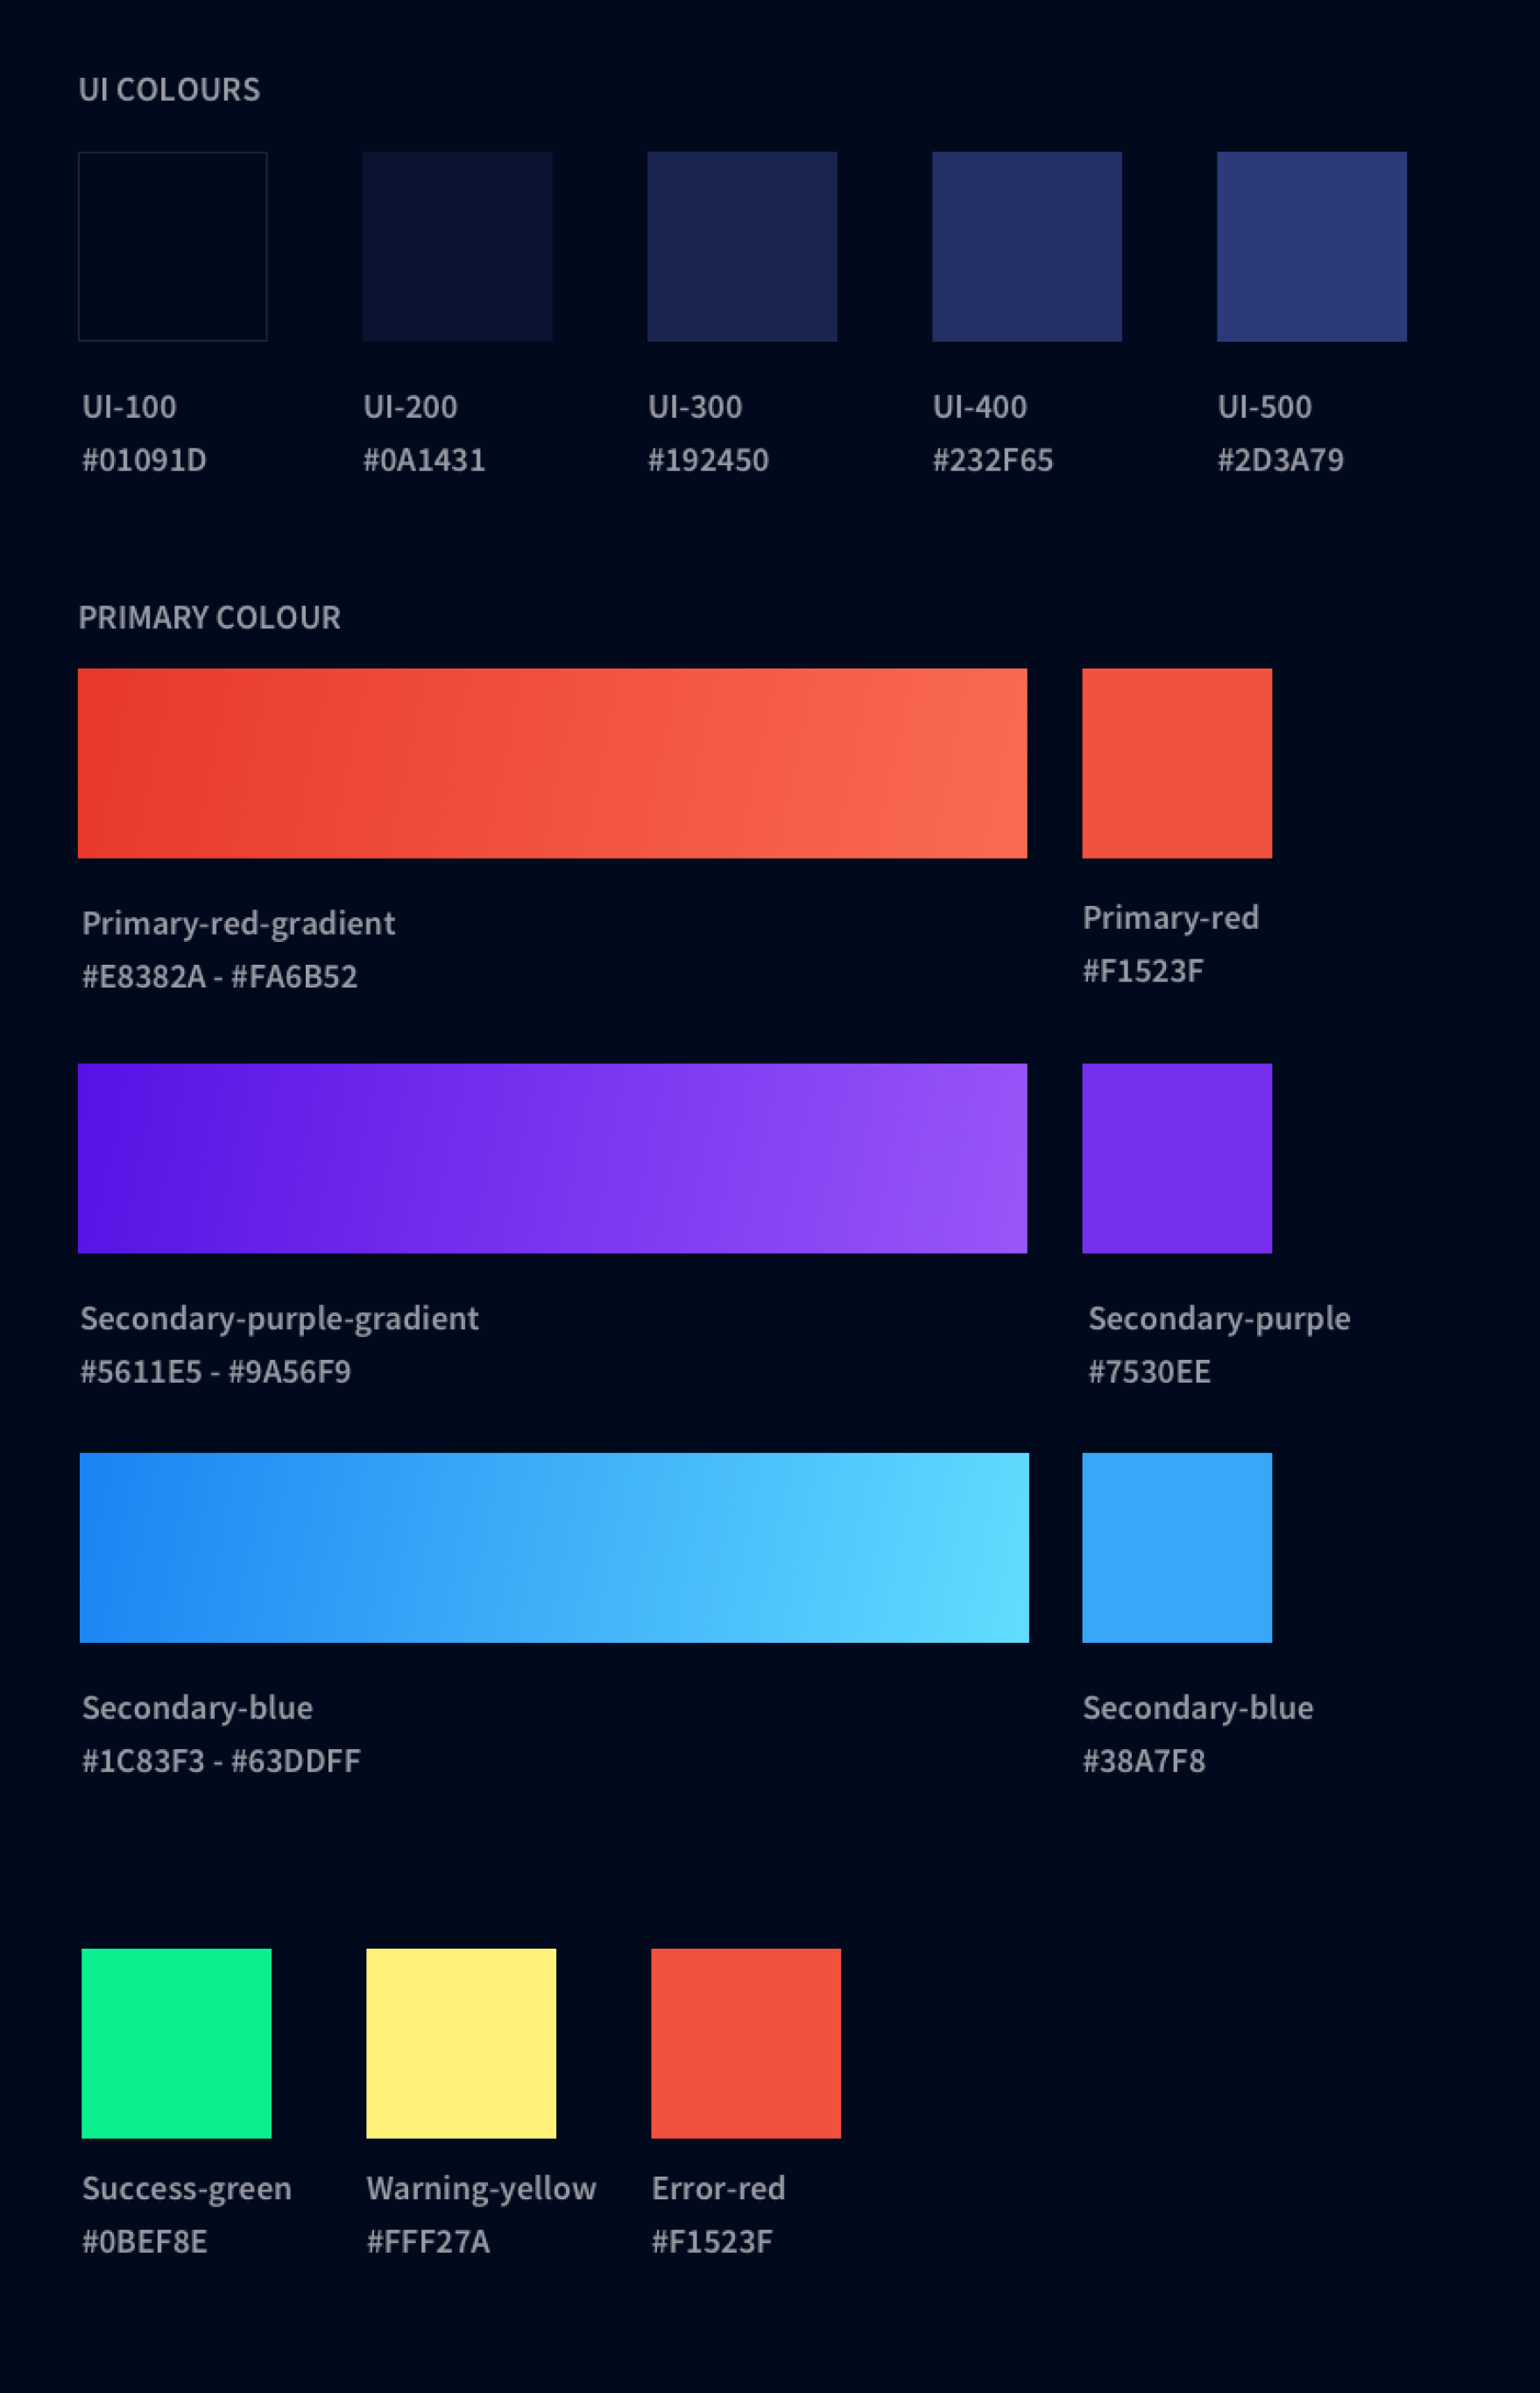 UI COLOURS
UI-100
#01091D
UI-200
#0A1431
UI-300
#192450
UI-400
#232F65
UI-500
#2D3A79
PRIMARY COLOUR
Primary-red-gradient
#E8382A - #FA6B52
Primary-red
#F1523F
Secondary-purple-gradient
#5611E5 - #9A56F9
Secondary-purple
#7530EE
Secondary-blue
#1C83F3 - #63DDFF
Secondary-blue
#38A7F8
Success-green
#0BEF8E
Warning-yellow
#FFF27A
Error-red
#F1523F